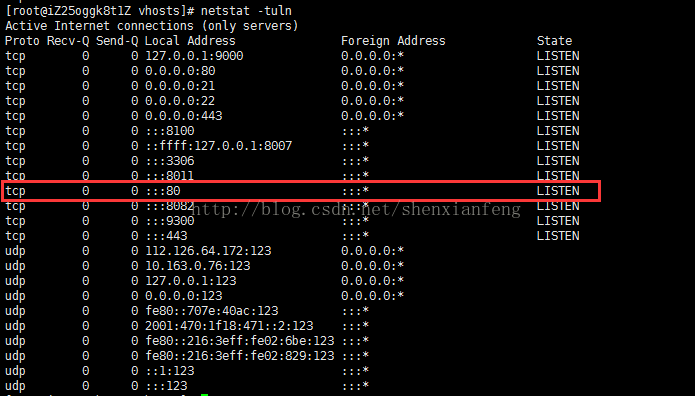 [root@iZ25oggk8t1Z vhosts]# netstat -tuln
Active Internet connections (only servers)
Proto Recv-Q Send-Q Local Address Foreign Address State
tcp 0 0 127.0.0.1:9000 0.0.0.0:* LISTEN
tcp 0 0 0.0.0.0:80 0.0.0.0:* LISTEN
tcp 0 0 0.0.0.0:21 0.0.0.0:* LISTEN
tcp 0 0 0.0.0.0:22 0.0.0.0:* LISTEN
tcp 0 0 0.0.0.0:443 0.0.0.0:* LISTEN
tcp 0 0 :::8100 :::* LISTEN
tcp 0 0 ::ffff:127.0.0.1:8007 :::* LISTEN
tcp 0 0 :::3306 :::* LISTEN
tcp 0 0 :::8011 :::* LISTEN
tcp 0 0 :::80 :::* LISTEN
tcp 0 0 :::8082 :::* LISTEN
http://blog.csdn.net/shenxianfeng
tcp 0 0 :::9300 :::* LISTEN
tcp 0 0 :::443 :::* LISTEN
udp 0 0 112.126.64.172:123 0.0.0.0:*
udp 0 0 10.163.0.76:123 0.0.0.0:*
udp 0 0 127.0.0.1:123 0.0.0.0:*
udp 0 0 0.0.0.0:123 0.0.0.0:*
udp 0 0 fe80::707e:40ac:123 :::*
udp 0 0 2001:470:1f18:471::2:123 :::*
udp 0 0 fe80::216:3eff:fe02:6be:123 :::*
udp 0 0 fe80::216:3eff:fe02:829:123 :::*
udp 0 0 ::1:123 :::*
udp 0 0 :::123 :::*